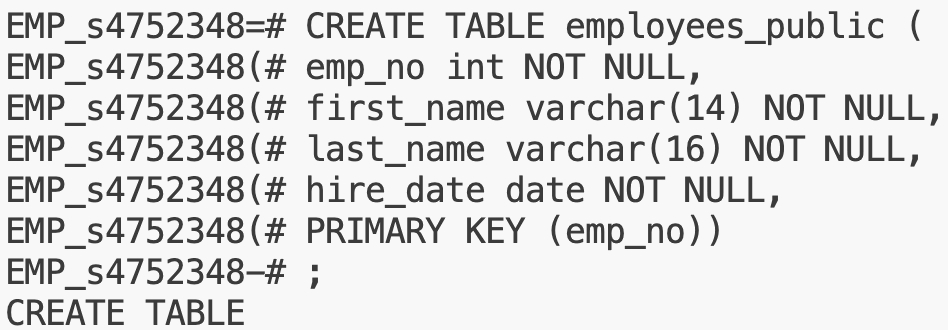 EMP_s4752348=# CREATE TABLE employees_public (
EMP_s4752348(# emp_no int NOT NULL,
EMP_s4752348(# first_name varchar(14) NOT NULL,
EMP_s4752348(# last_name varchar(16) NOT NULL,
EMP_s4752348(# hire_date date NOT NULL,
EMP_s4752348(# PRIMARY KEY (emp_no))
EMP_s4752348-# ;
CREATE TABLE